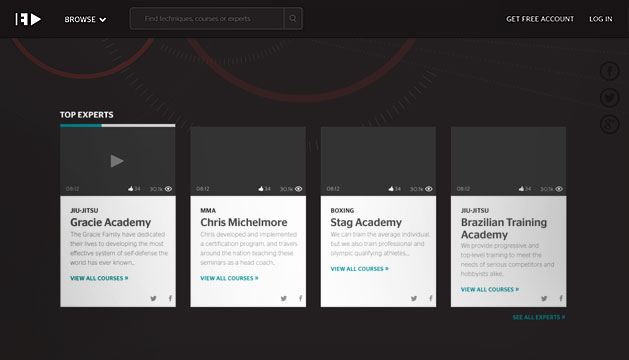 BROWSE
Find techniques, courses or experts
GET FREE ACCOUNT
LOG IN
TOP EXPERTS
08:12 34 30.1k
JIU-JITSU
Gracie Academy
The Gracie Family have dedicated
their lives to developing the most
effective system of self-defense the
world has ever known..
VIEW ALL COURSES »
08:12 34 30.1k
MMA
Chris Michelmore
Chris developed and implemented
a certification program, and travels
around the nation teaching these
seminars as a head coach.
VIEW ALL COURSES »
08:12 34 30.1k
BOXING
Stag Academy
We can train the average individual,
but we also train professional and
olympic qualifying athletes...
VIEW ALL COURSES »
08:12 34 30.1k
JIU-JITSU
Brazilian Training
Academy
We provide progressive and
top-level training to meet the
needs of serious competitors and
hobbyists alike.
VIEW ALL COURSES »
SEE ALL EXPERTS »